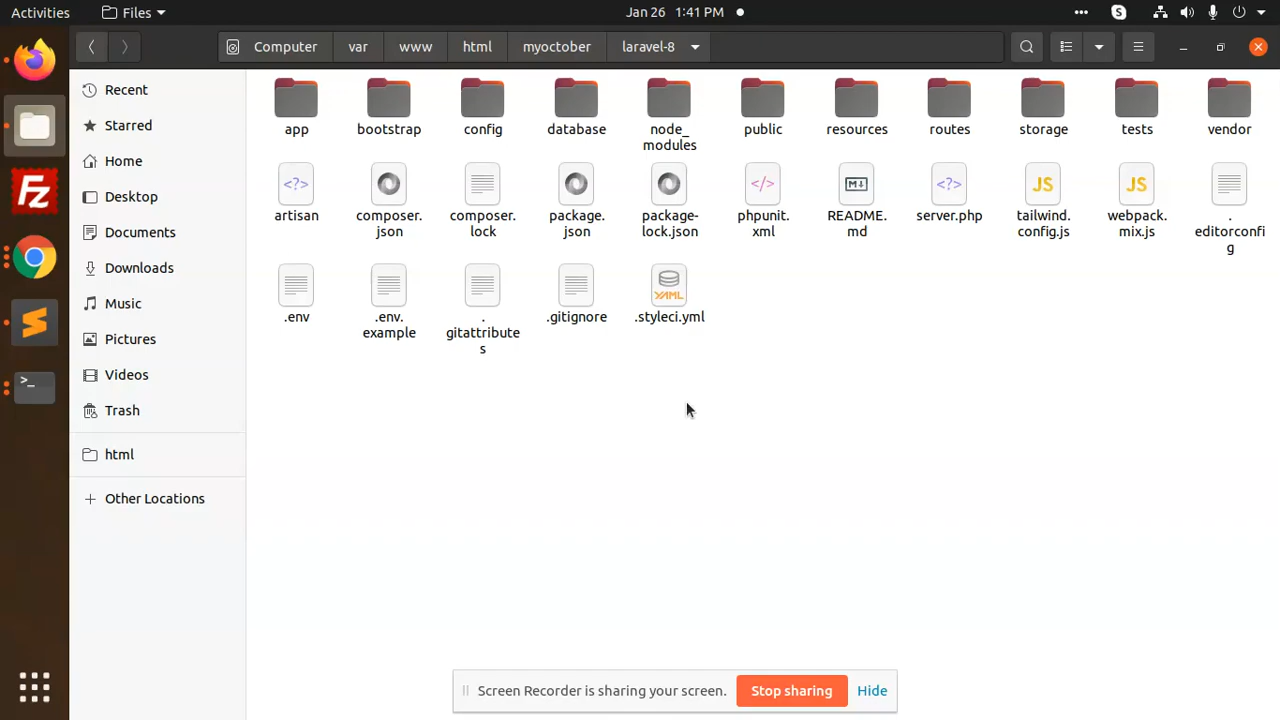 Activities
Files
Jan 26 1:41 PM
Computer
var
www
html
myoctober
laravel-8
Recent
Starred
Home
Desktop
Documents
Downloads
Music
Pictures
Videos
Trash
html
Other Locations
app
bootstrap
config
database
node_
modules
public
resources
routes
storage
tests
vendor
artisan
composer.
json
composer.
lock
package.
json
package-
lock.json
phpunit.
xml
README.
md
server.php
tailwind.
config.js
webpack.
mix.js
.
editorconfi
g
.env
.env.
example
.
gitattribute
s
.gitignore
.styleci.yml
<?>
</>
M
<?>
JS
JS
YAML
Fz
S
>_
Screen Recorder is sharing your screen.
Stop sharing
Hide